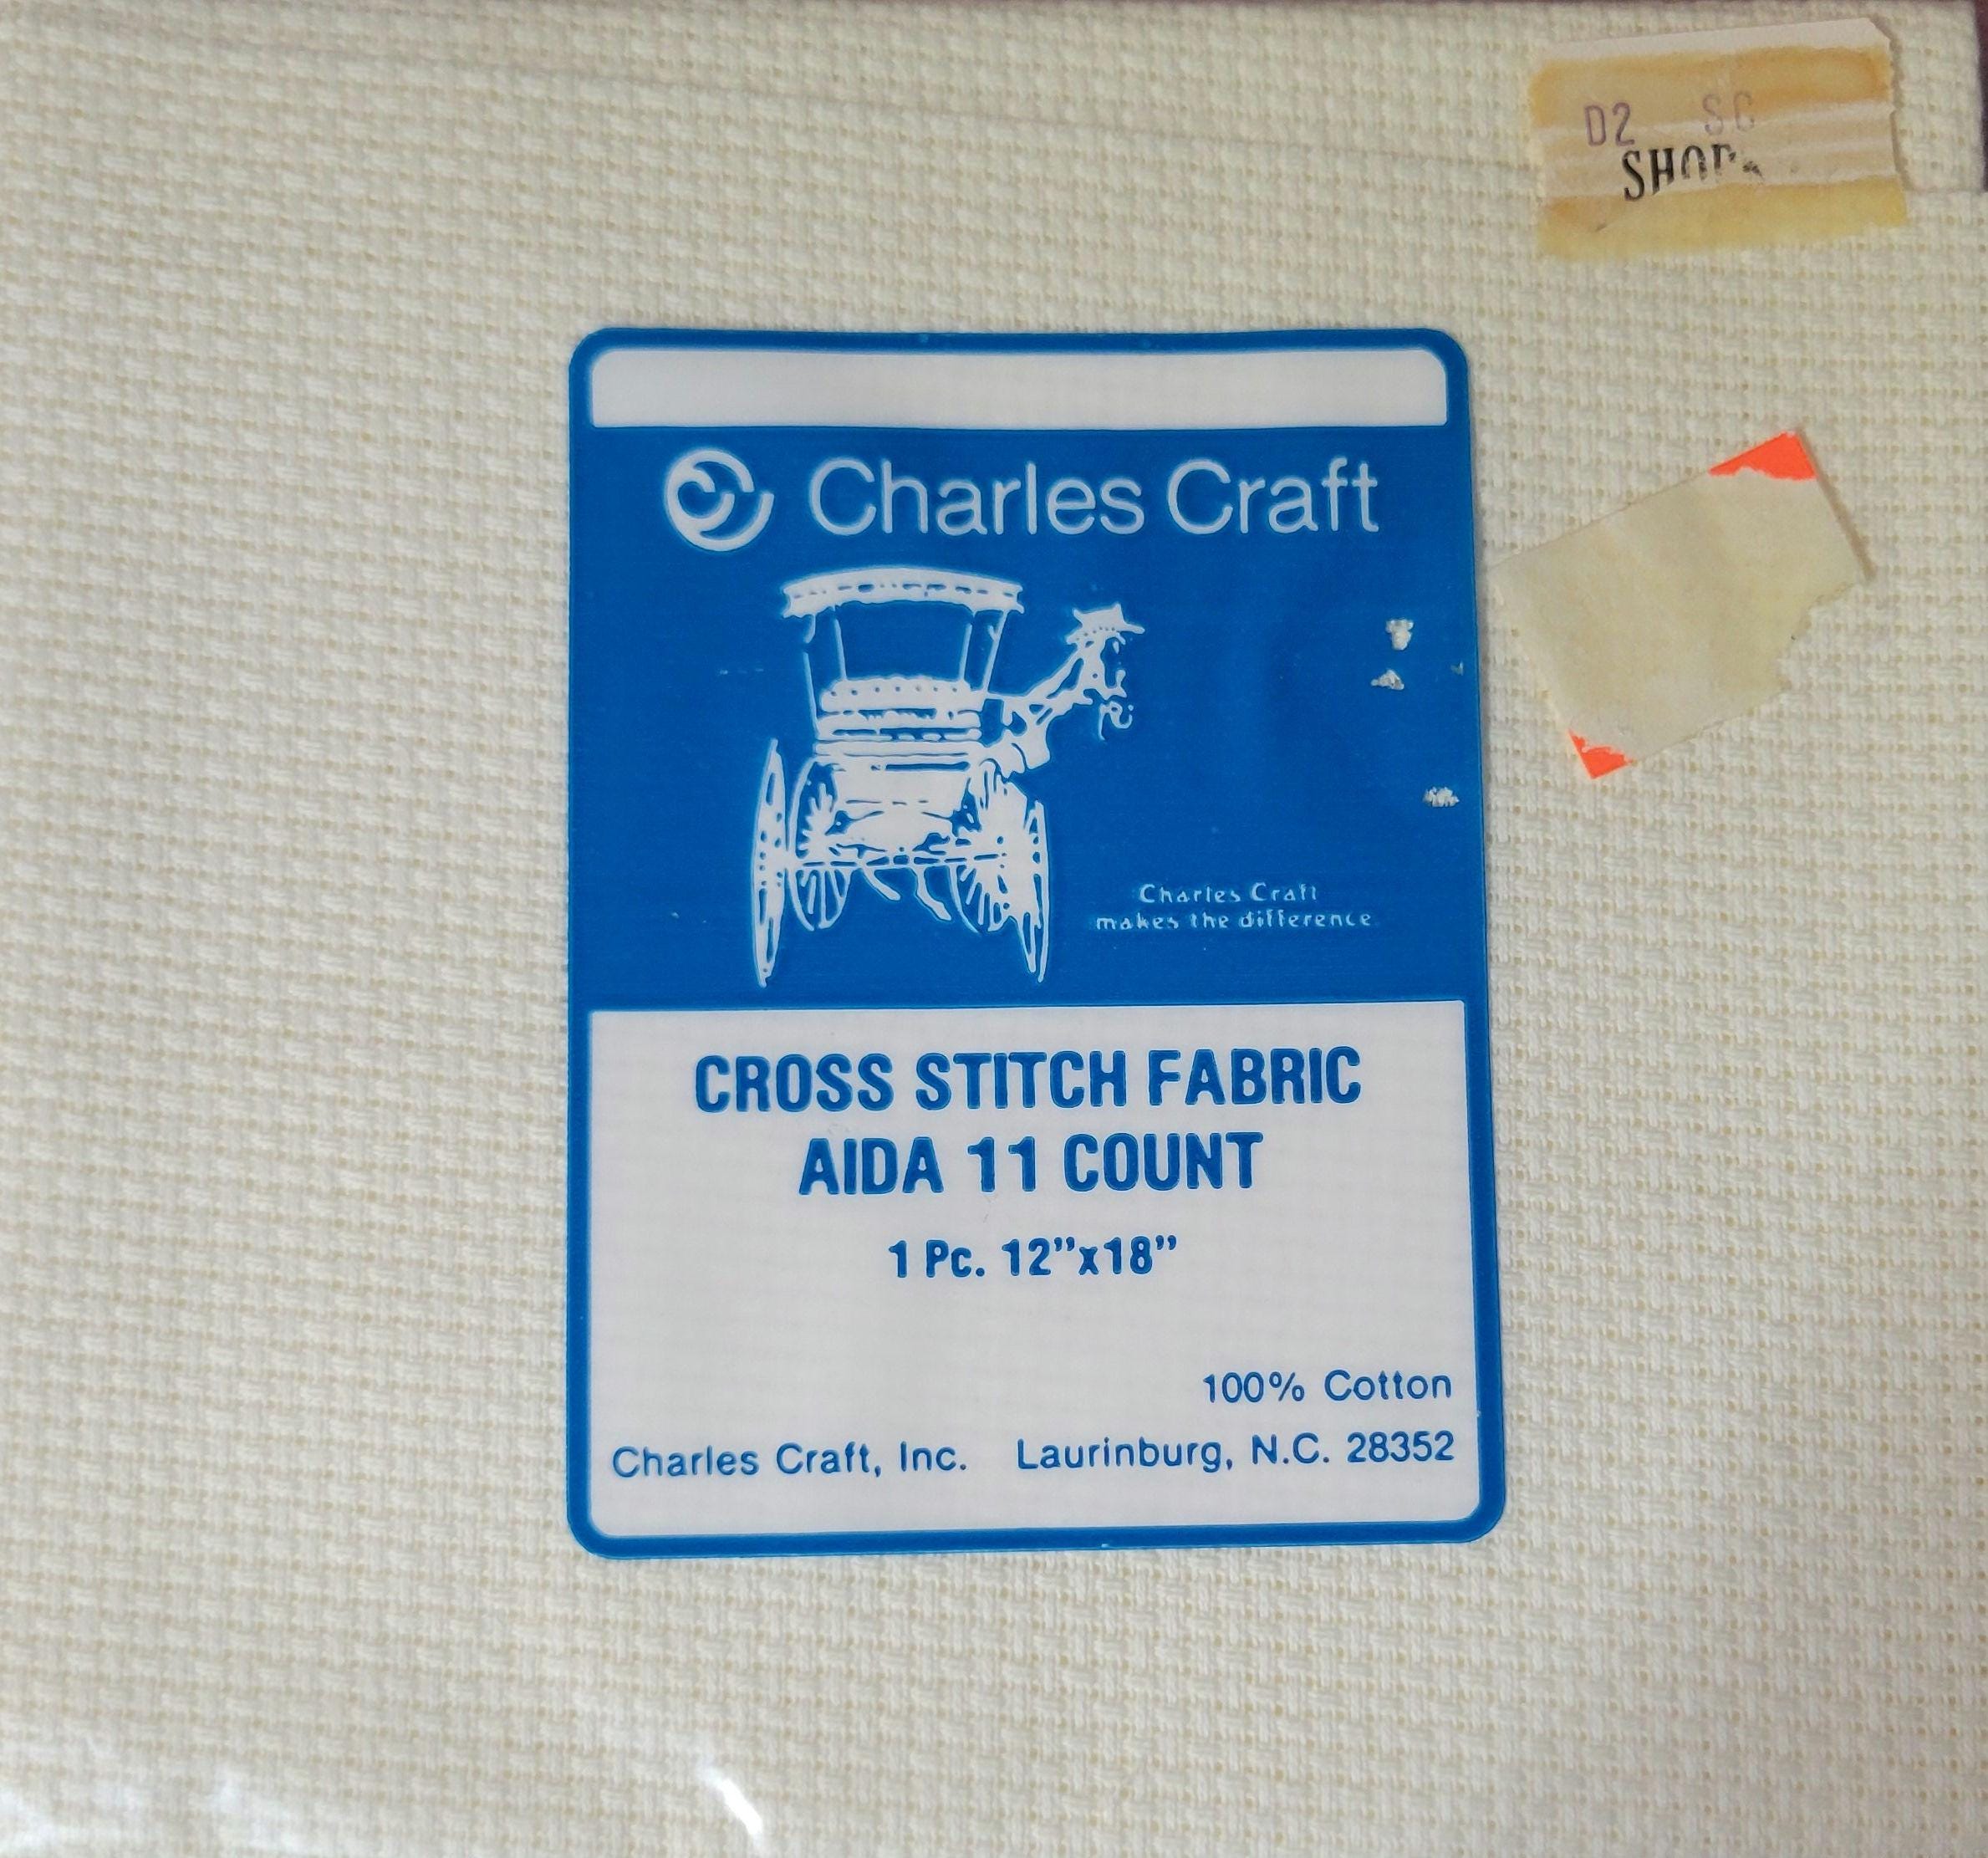 D2 SC
Charles Craft
Charles Craft
makes the difference
CROSS STITCH FABRIC
AIDA 11 COUNT
1 Pc. 12"x18"
100% Cotton
Charles Craft, Inc. Laurinburg, N.C. 28352